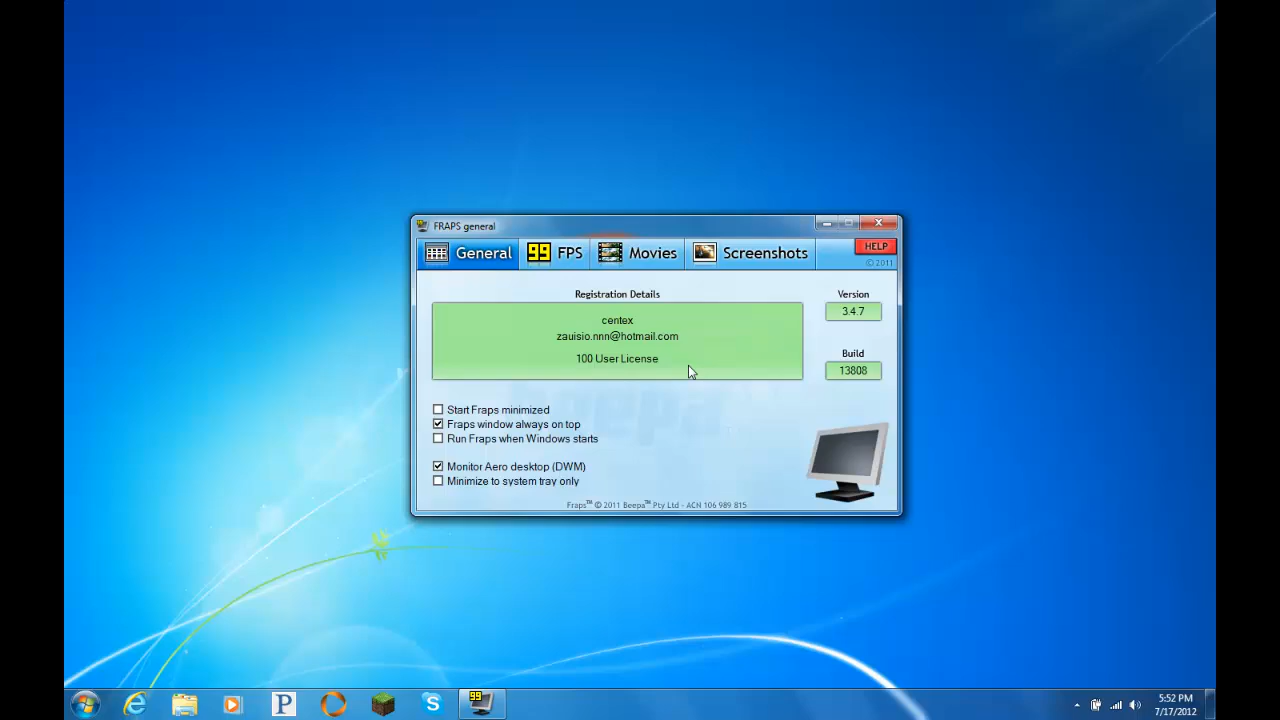 FRAPS general
General
99
FPS
Movies
Screenshots
HELP
© 2011
Registration Details
centex
zauisio.nnn@hotmail.com
100 User License
Version
3.4.7
Build
13808
Start Fraps minimized
Fraps window always on top
Run Fraps when Windows starts
Monitor Aero desktop (DWM)
Minimize to system tray only
Fraps™ © 2011 Beepa™ Pty Ltd - ACN 106 989 815
P
S
99
5:52 PM
7/17/2012